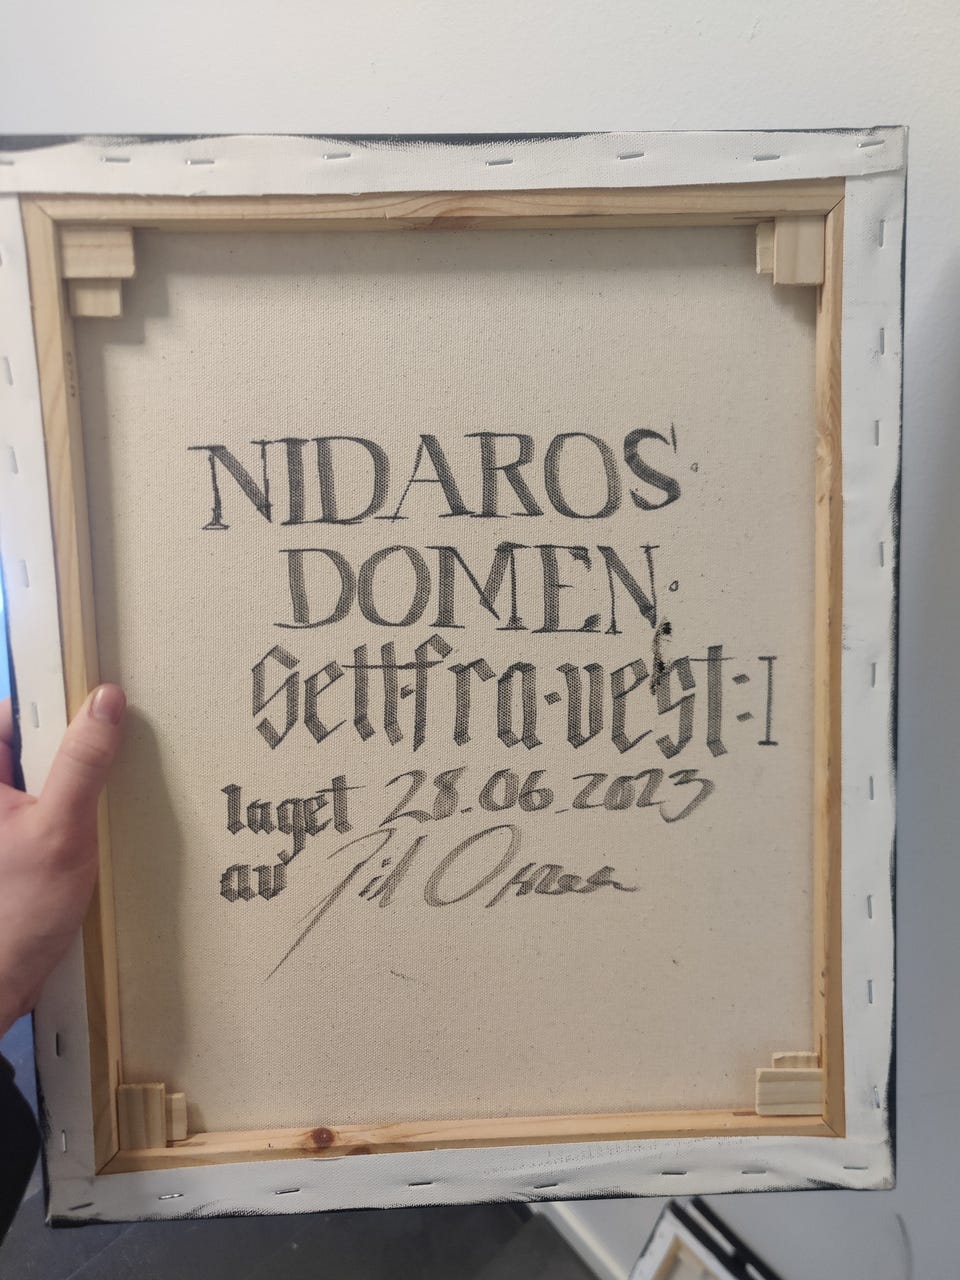 NIDAROS
DOMEN
Sett·fra·vest:I
laget 28.06.2023
av